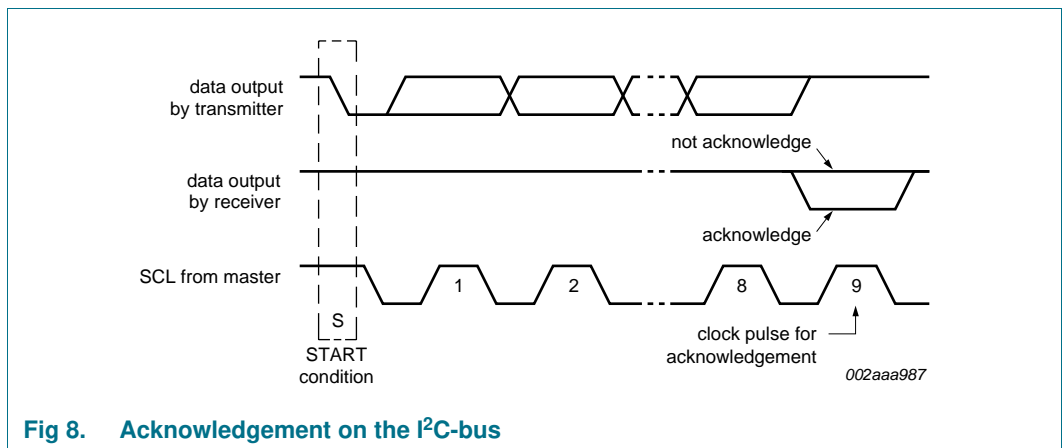 data output
by transmitter
not acknowledge
data output
by receiver
acknowledge
SCL from master
1
2
8
9
S
START
condition
clock pulse for
acknowledgement
002aaa987
Fig 8. Acknowledgement on the I²C-bus